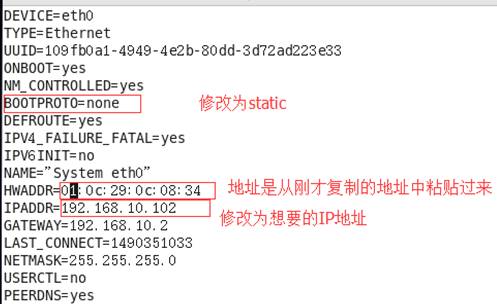 DEVICE=eth0
TYPE=Ethernet
UUID=109fb0a1-4949-4e2b-80dd-3d72ad223e33
ONBOOT=yes
NM_CONTROLLED=yes
BOOTPROTO=none 修改为static
DEFROUTE=yes
IPV4_FAILURE_FATAL=yes
IPV6INIT=no
NAME="System eth0"
HWADDR=01:0c:29:0c:08:34 地址是从刚才复制的地址中粘贴过来
IPADDR=192.168.10.102 修改为想要的IP地址
GATEWAY=192.168.10.2
LAST_CONNECT=1490351033
NETMASK=255.255.255.0
USERCTL=no
PEERDNS=yes